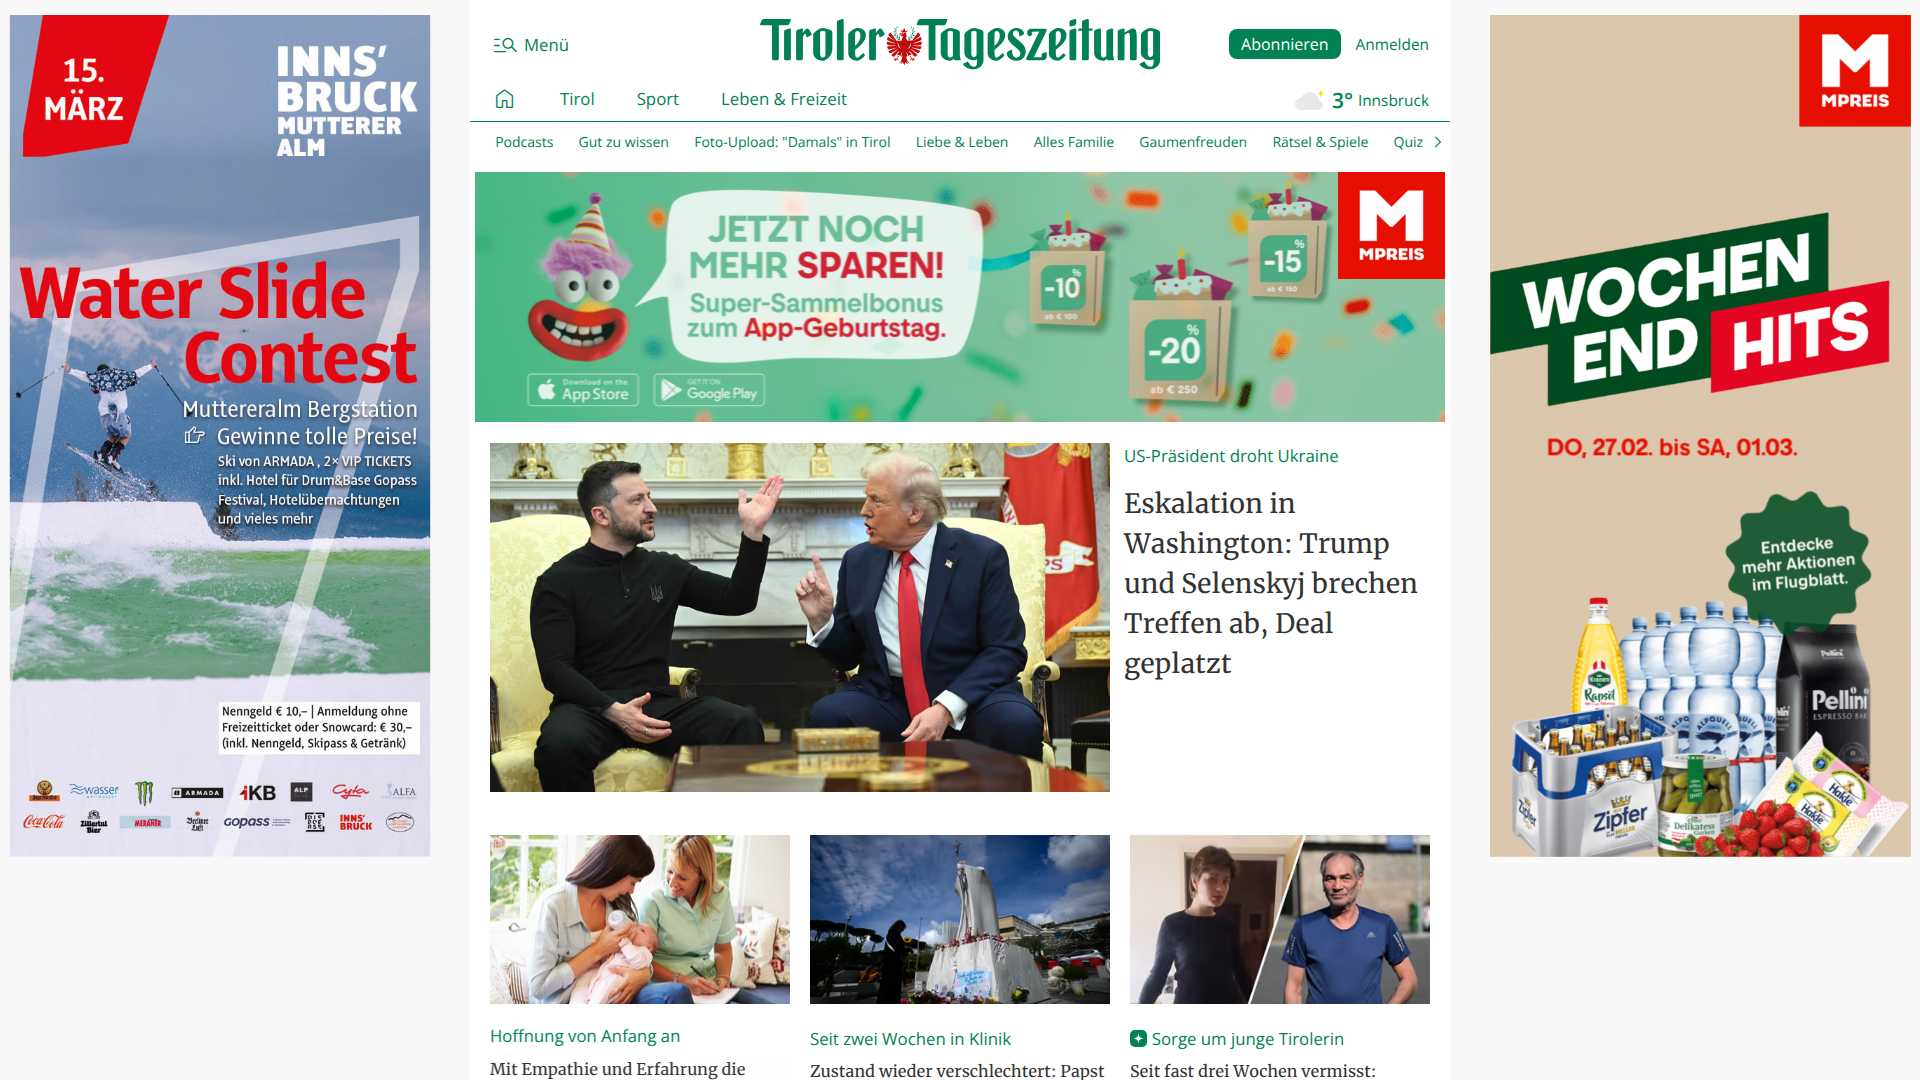 15.
MÄRZ
INNS'
BRUCK
MUTTERER
ALM
Water Slide
Contest
Muttereralm Bergstation
Gewinne tolle Preise!
Ski von ARMADA , 2× VIP TICKETS
inkl. Hotel für Drum&Base Gopass
Festival, Hotelübernachtungen
und vieles mehr
Nenngeld € 10,– | Anmeldung ohne
Freizeitticket oder Snowcard: € 30,–
(inkl. Nenngeld, Skipass & Getränk)
wasser
ARMADA
iKB
ALP
Cyta
ALFA
Coca-Cola
Zillertal
Bier
MERANER
Berliner
Luft
GOPASS
INNS'
BRUCK
Menü
Tiroler Tageszeitung
Abonnieren
Anmelden
Tirol
Sport
Leben & Freizeit
3° Innsbruck
Podcasts
Gut zu wissen
Foto-Upload: "Damals" in Tirol
Liebe & Leben
Alles Familie
Gaumenfreuden
Rätsel & Spiele
Quiz
JETZT NOCH
MEHR SPAREN!
Super-Sammelbonus
zum App-Geburtstag.
Download on the
App Store
GET IT ON
Google Play
-10%
ab € 100
-20%
ab € 250
-15%
ab € 150
MPREIS
US-Präsident droht Ukraine
Eskalation in
Washington: Trump
und Selenskyj brechen
Treffen ab, Deal
geplatzt
Hoffnung von Anfang an
Mit Empathie und Erfahrung die
Seit zwei Wochen in Klinik
Zustand wieder verschlechtert: Papst
Sorge um junge Tirolerin
Seit fast drei Wochen vermisst:
MPREIS
WOCHEN
END HITS
DO, 27.02. bis SA, 01.03.
Entdecke
mehr Aktionen
im Flugblatt.
Rapsöl
ALPQUELL
Pellini
Pellini
ESPRESSO BAR
Zipfer
Delikatess
Gurken
Hakle
Hakle